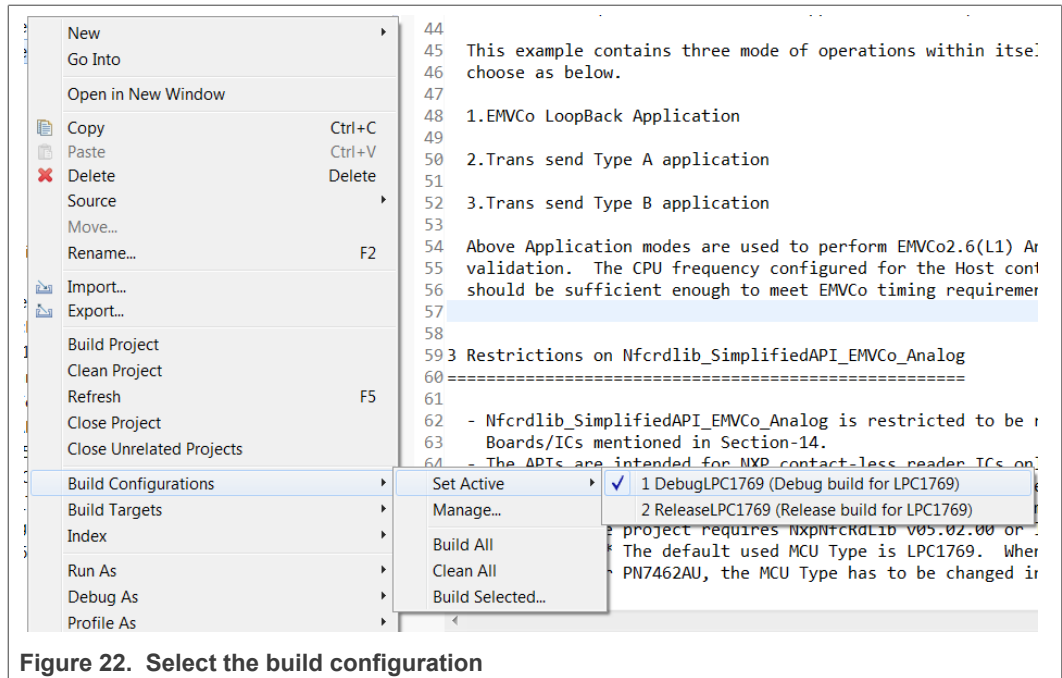 New
Go Into
Open in New Window
Copy Ctrl+C
Paste Ctrl+V
Delete Delete
Source
Move...
Rename... F2
Import...
Export...
Build Project
Clean Project
Refresh F5
Close Project
Close Unrelated Projects
Build Configurations
Build Targets
Index
Run As
Debug As
Profile As
Set Active
Manage...
Build All
Clean All
Build Selected...
1 DebugLPC1769 (Debug build for LPC1769)
2 ReleaseLPC1769 (Release build for LPC1769)
44
45 This example contains three mode of operations within itsel
46 choose as below.
47
48 1.EMVCo LoopBack Application
49
50 2.Trans send Type A application
51
52 3.Trans send Type B application
53
54 Above Application modes are used to perform EMVCo2.6(L1) An
55 validation. The CPU frequency configured for the Host cont
56 should be sufficient enough to meet EMVCo timing requiremen
57
58
59 3 Restrictions on Nfcrdlib_SimplifiedAPI_EMVCo_Analog
60 =====================================================
61
62 - Nfcrdlib_SimplifiedAPI_EMVCo_Analog is restricted to be r
63 Boards/ICs mentioned in Section-14.
64 - The APIs are intended for NXP contact-less reader ICs onl
project requires NxpNfcRdLib v05.02.00 or
* The default used MCU Type is LPC1769. When
PN7462AU, the MCU Type has to be changed in
Figure 22. Select the build configuration